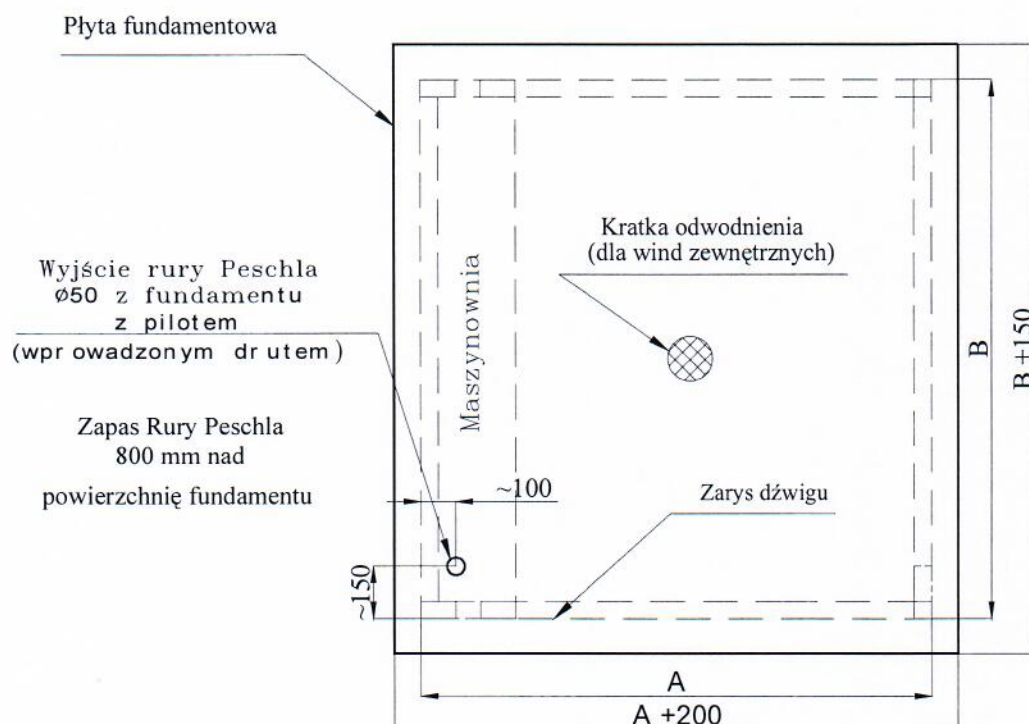 Płyta fundamentowa
Kratka odwodnienia
(dla wind zewnętrznych)
Wyjście rury Peschla
ø50 z fundamentu
z pilotem
(wprowadzonym drutem)
Maszynownia
B
B +150
Zapas Rury Peschla
800 mm nad
powierzchnię fundamentu
~100
Zarys dźwigu
~150
A
A +200